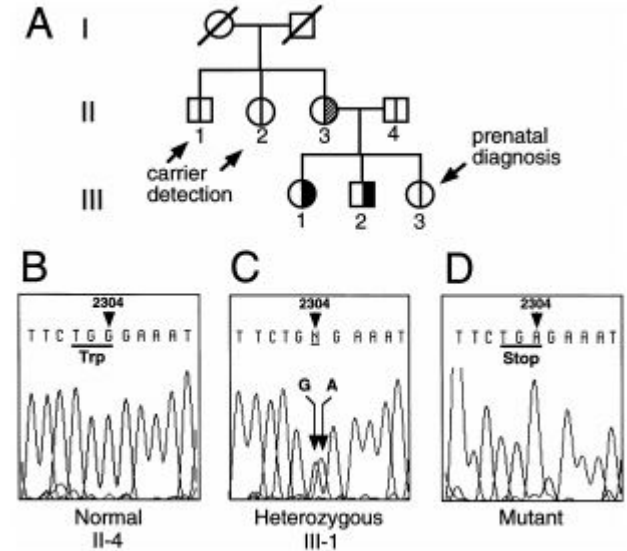 A
I
II
III
1
2
3
4
carrier
detection
prenatal
diagnosis
1
2
3
B
2304
T T C T G G G A A A T
Trp
Normal
II-4
C
2304
T T C T G N G A A A T
G A
Heterozygous
III-1
D
2304
T T C T G A G A A A T
Stop
Mutant